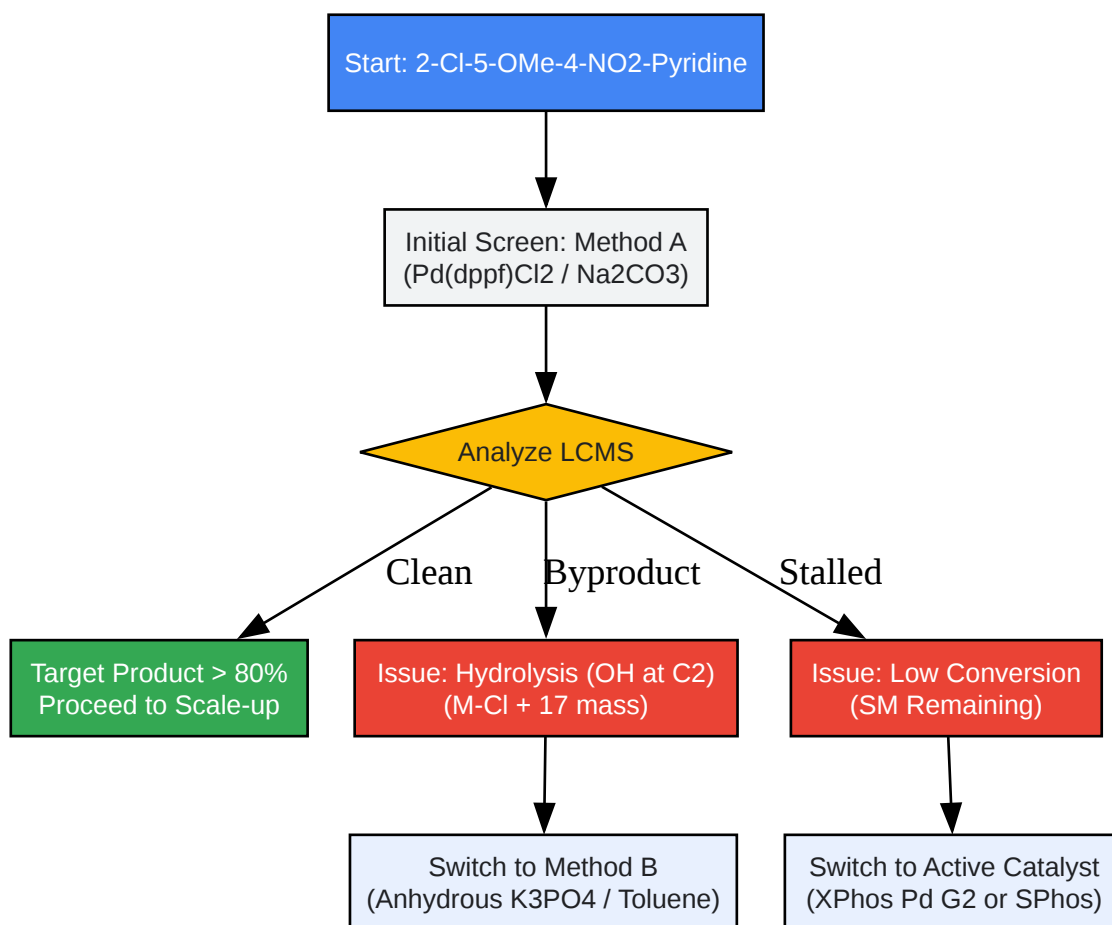 Start: 2-Cl-5-OMe-4-NO2-Pyridine
Initial Screen: Method A
(Pd(dppf)Cl2 / Na2CO3)
Analyze LCMS
Clean
Byproduct
Stalled
Target Product > 80%
Proceed to Scale-up
Issue: Hydrolysis (OH at C2)
(M-Cl + 17 mass)
Issue: Low Conversion
(SM Remaining)
Switch to Method B
(Anhydrous K3PO4 / Toluene)
Switch to Active Catalyst
(XPhos Pd G2 or SPhos)